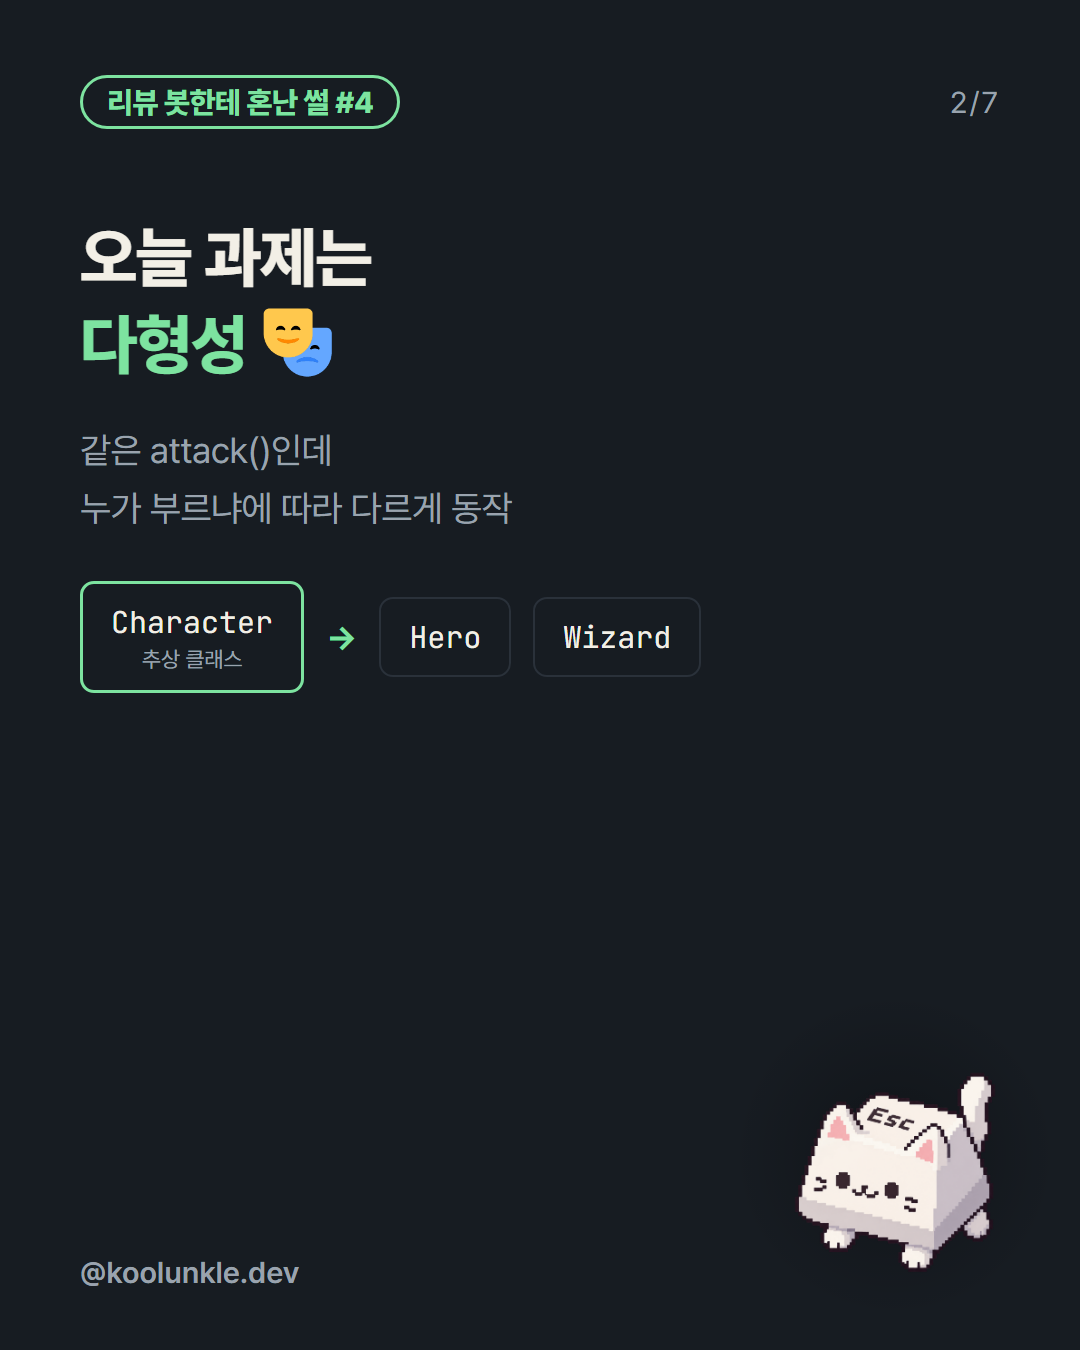 리뷰 봇한테 혼난 썰 #4
2/7
오늘 과제는
다형성
같은 attack()인데
누가 부르냐에 따라 다르게 동작
Character
추상 클래스
→
Hero
Wizard
Esc
@koolunkle.dev